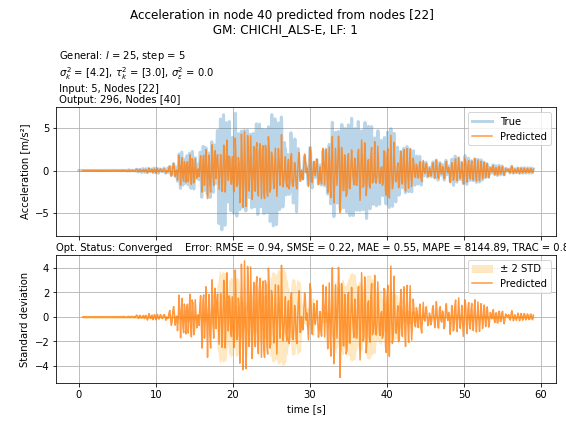 Acceleration in node 40 predicted from nodes [22]
GM: CHICHI_ALS-E, LF: 1
General: l = 25, step = 5
σ²ₖ = [4.2], τ²ₖ = [3.0], σ²ε = 0.0
Input: 5, Nodes [22]
Output: 296, Nodes [40]
Acceleration [m/s²]
5
0
−5
True
Predicted
Opt. Status: Converged Error: RMSE = 0.94, SMSE = 0.22, MAE = 0.55, MAPE = 8144.89, TRAC = 0.8
Standard deviation
4
2
0
−2
−4
± 2 STD
Predicted
0 10 20 30 40 50 60
time [s]